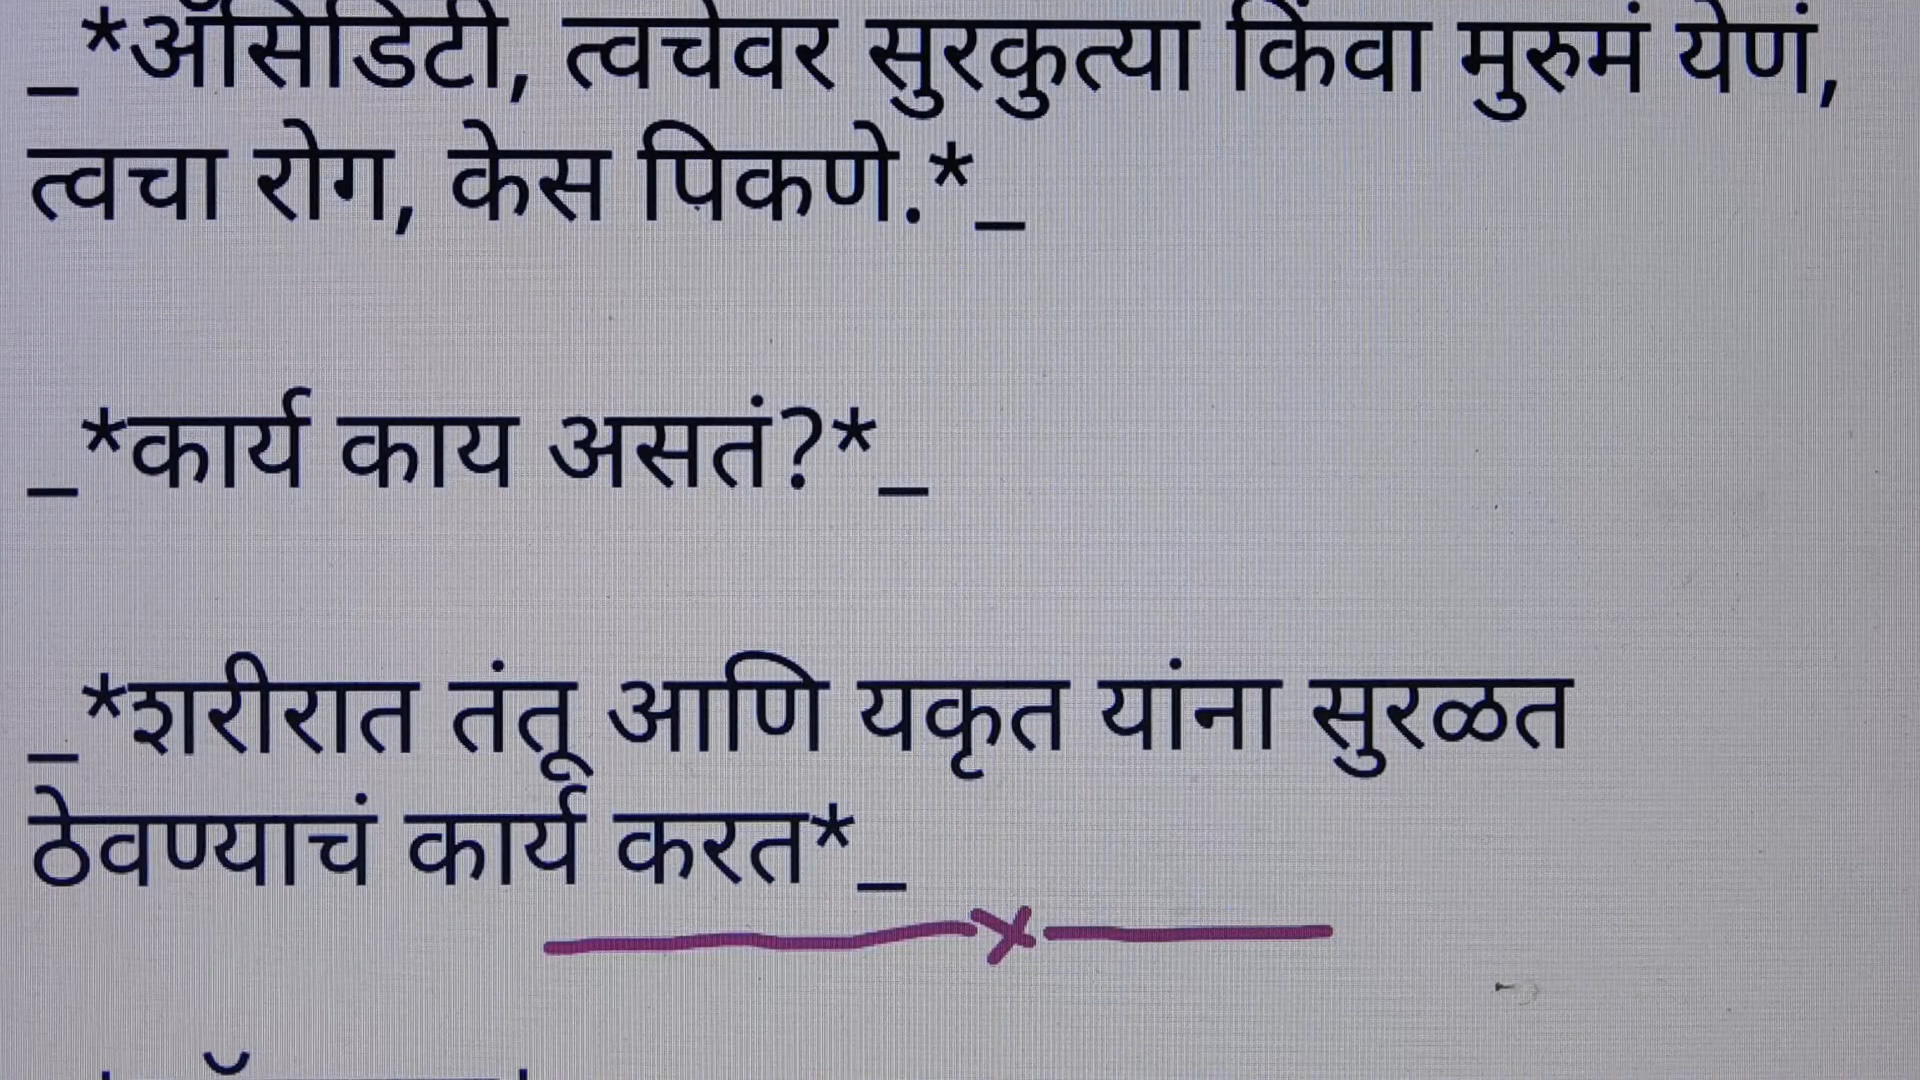 _*ॲसिडिटी, त्वचेवर सुरकुत्या किंवा मुरुमं येणं,
त्वचा रोग, केस पिकणे.*_
_*कार्य काय असतं?*_
_*शरीरात तंतू आणि यकृत यांना सुरळत
ठेवण्याचं कार्य करत*_